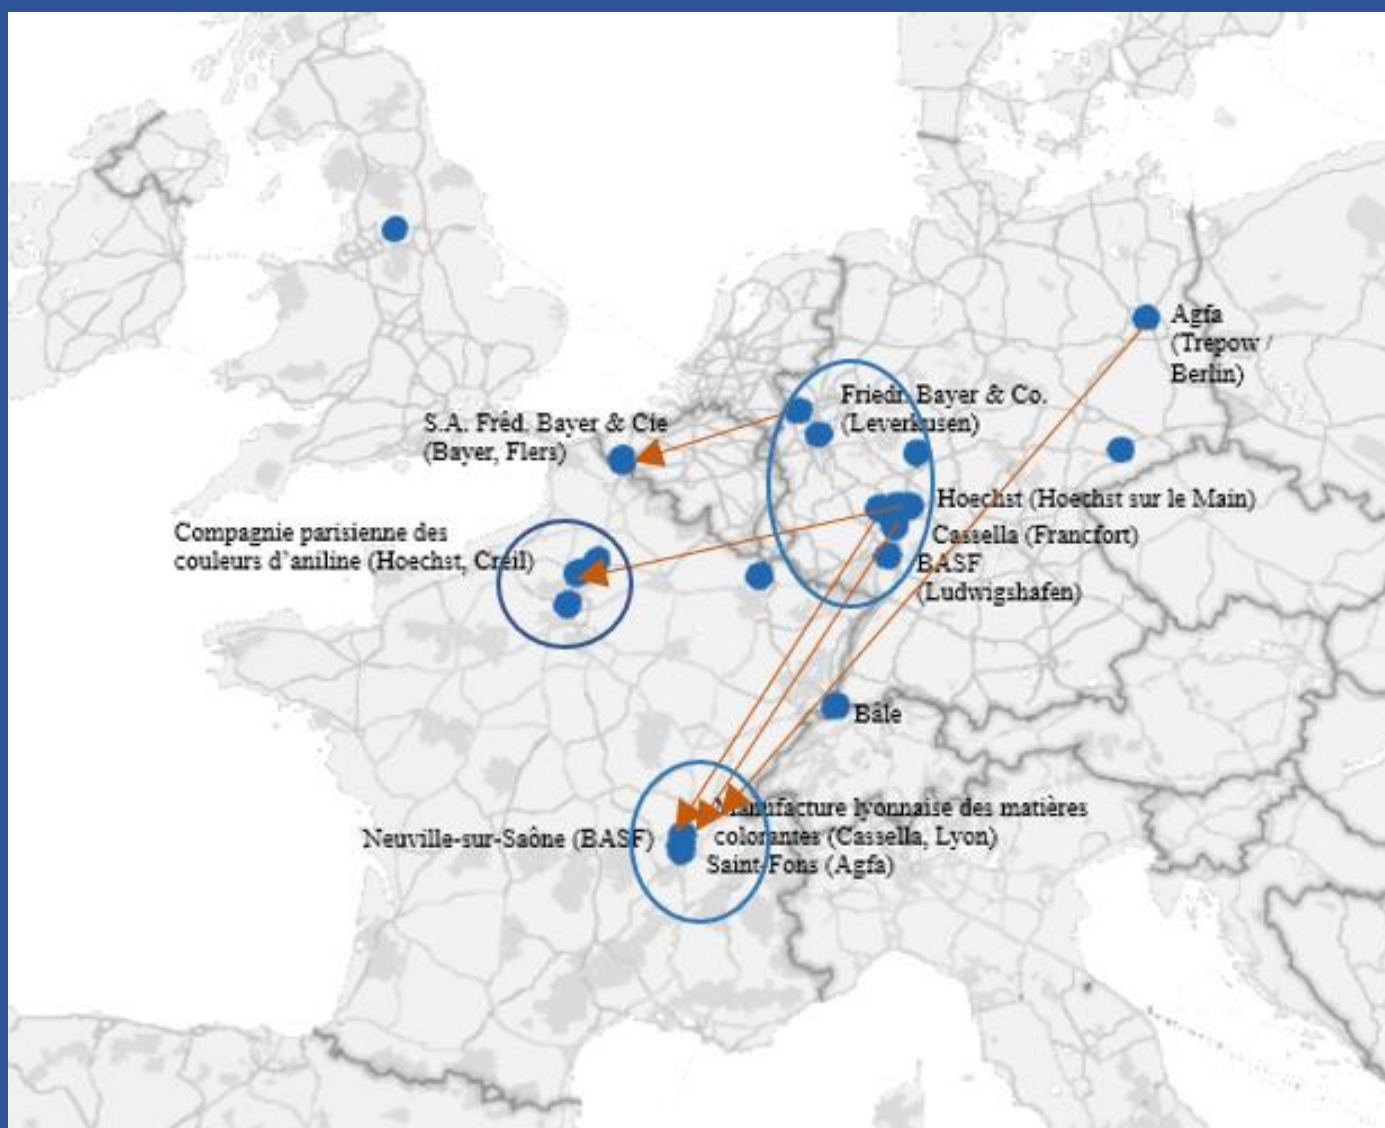 Agfa
(Trepow /
Berlin)
Friedr. Bayer & Co.
(Leverkusen)
S.A. Fréd. Bayer & Cie
(Bayer, Flers)
Hoechst (Hoechst sur le Main)
Cassella (Francfort)
BASF
(Ludwigshafen)
Compagnie parisienne des
couleurs d’aniline (Hoechst, Creil)
Bâle
Manufacture lyonnaise des matières
colorantes (Cassella, Lyon)
Neuville-sur-Saône (BASF)
Saint-Fons (Agfa)